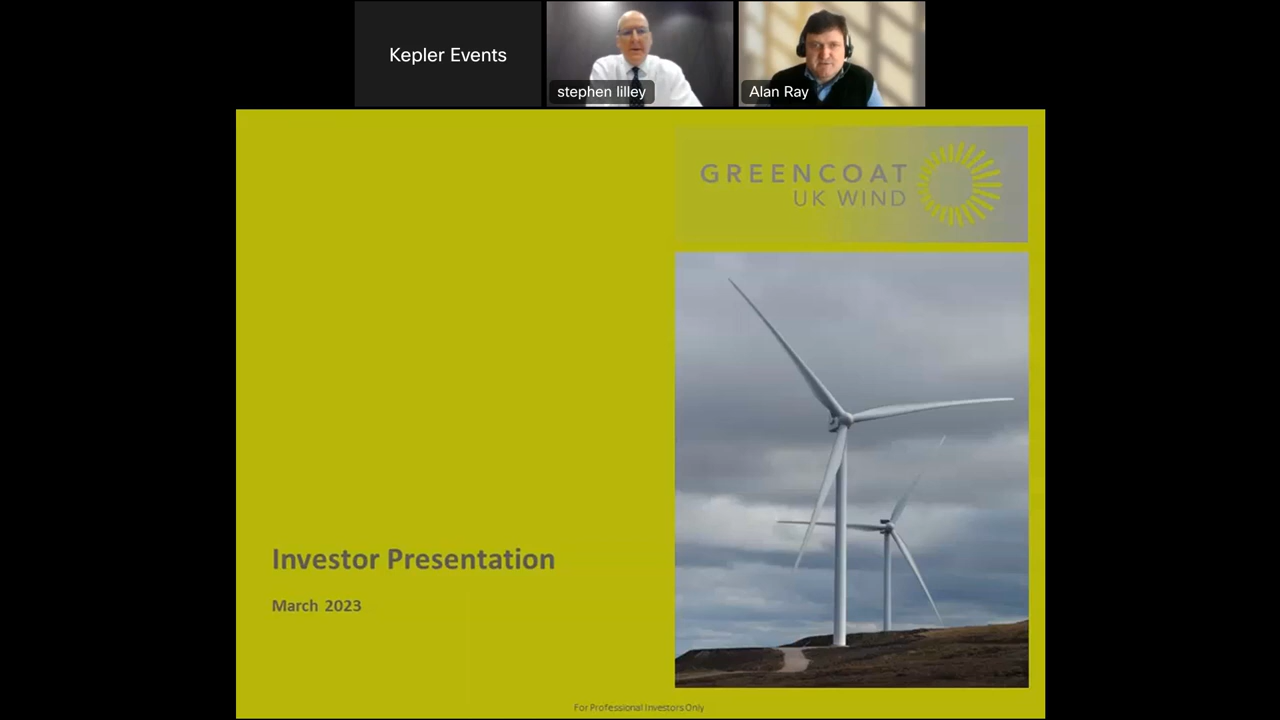 Kepler Events
stephen lilley
Alan Ray
GREENCOAT
UK WIND
Investor Presentation
March 2023
For Professional Investors Only